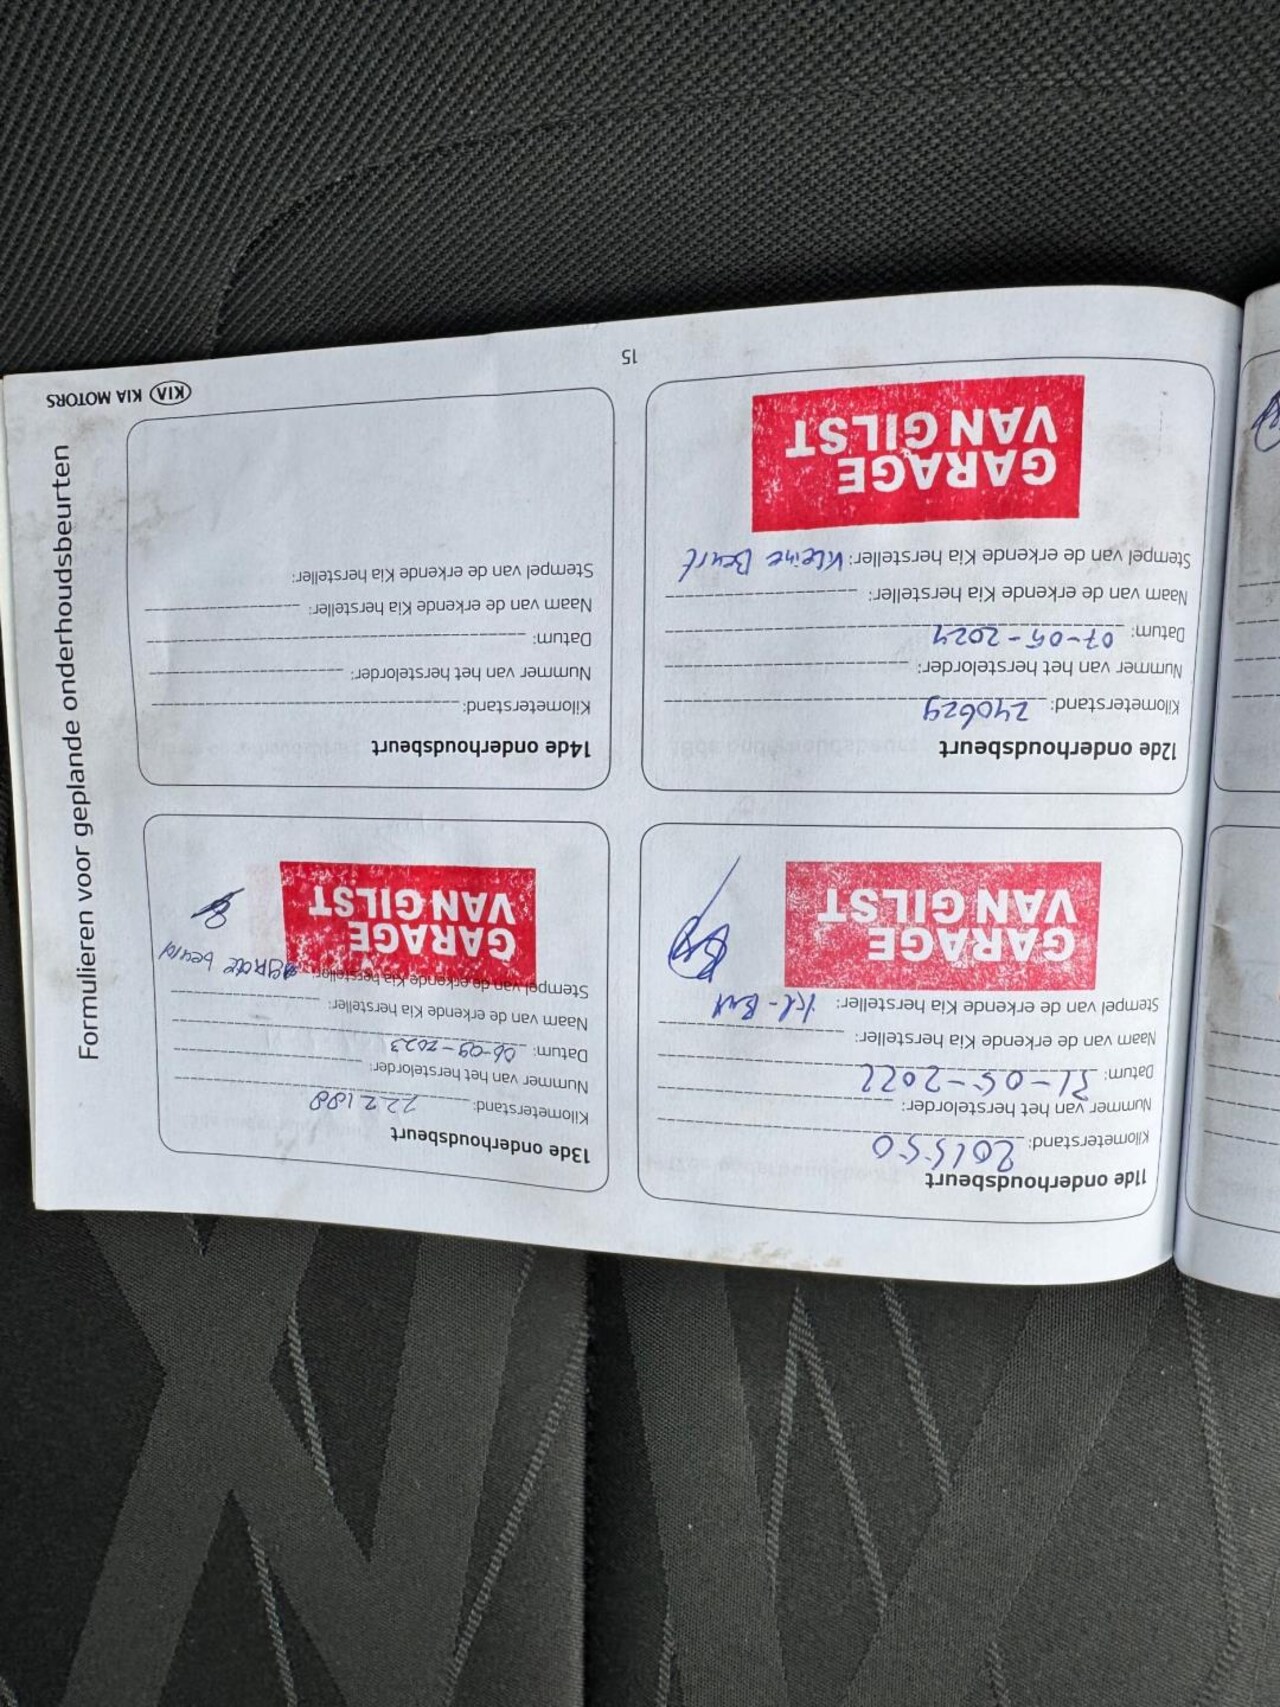 Formulieren voor geplande onderhoudsbeurten
11de onderhoudsbeurt
Kilometerstand: 201550
Nummer van het herstelorder:
Datum: 31-05-2022
Naam van de erkende Kia hersteller:
Stempel van de erkende Kia hersteller:
GARAGE
VAN GILST
12de onderhoudsbeurt
Kilometerstand: 240629
Nummer van het herstelorder:
Datum: 07-05-2024
Naam van de erkende Kia hersteller:
Stempel van de erkende Kia hersteller: Kleine Beurt
GARAGE
VAN GILST
13de onderhoudsbeurt
Kilometerstand: 222188
Nummer van het herstelorder:
Datum: 06-09-2023
Naam van de erkende Kia hersteller:
Stempel van de erkende Kia hersteller: beurt
GARAGE
VAN GILST
14de onderhoudsbeurt
Kilometerstand:
Nummer van het herstelorder:
Datum:
Naam van de erkende Kia hersteller:
Stempel van de erkende Kia hersteller:
15
KIA KIA MOTORS